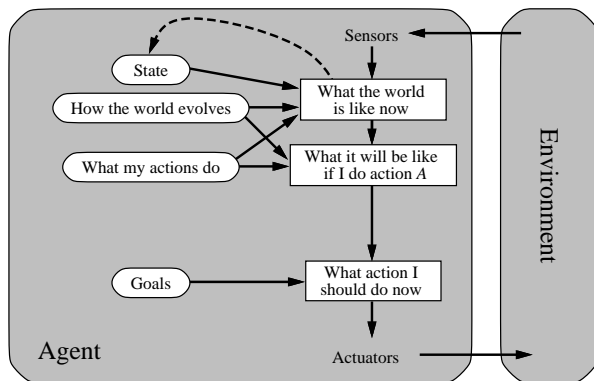 Sensors
State
What the world
is like now
How the world evolves
What my actions do
What it will be like
if I do action A
Goals
What action I
should do now
Agent
Actuators
Environment